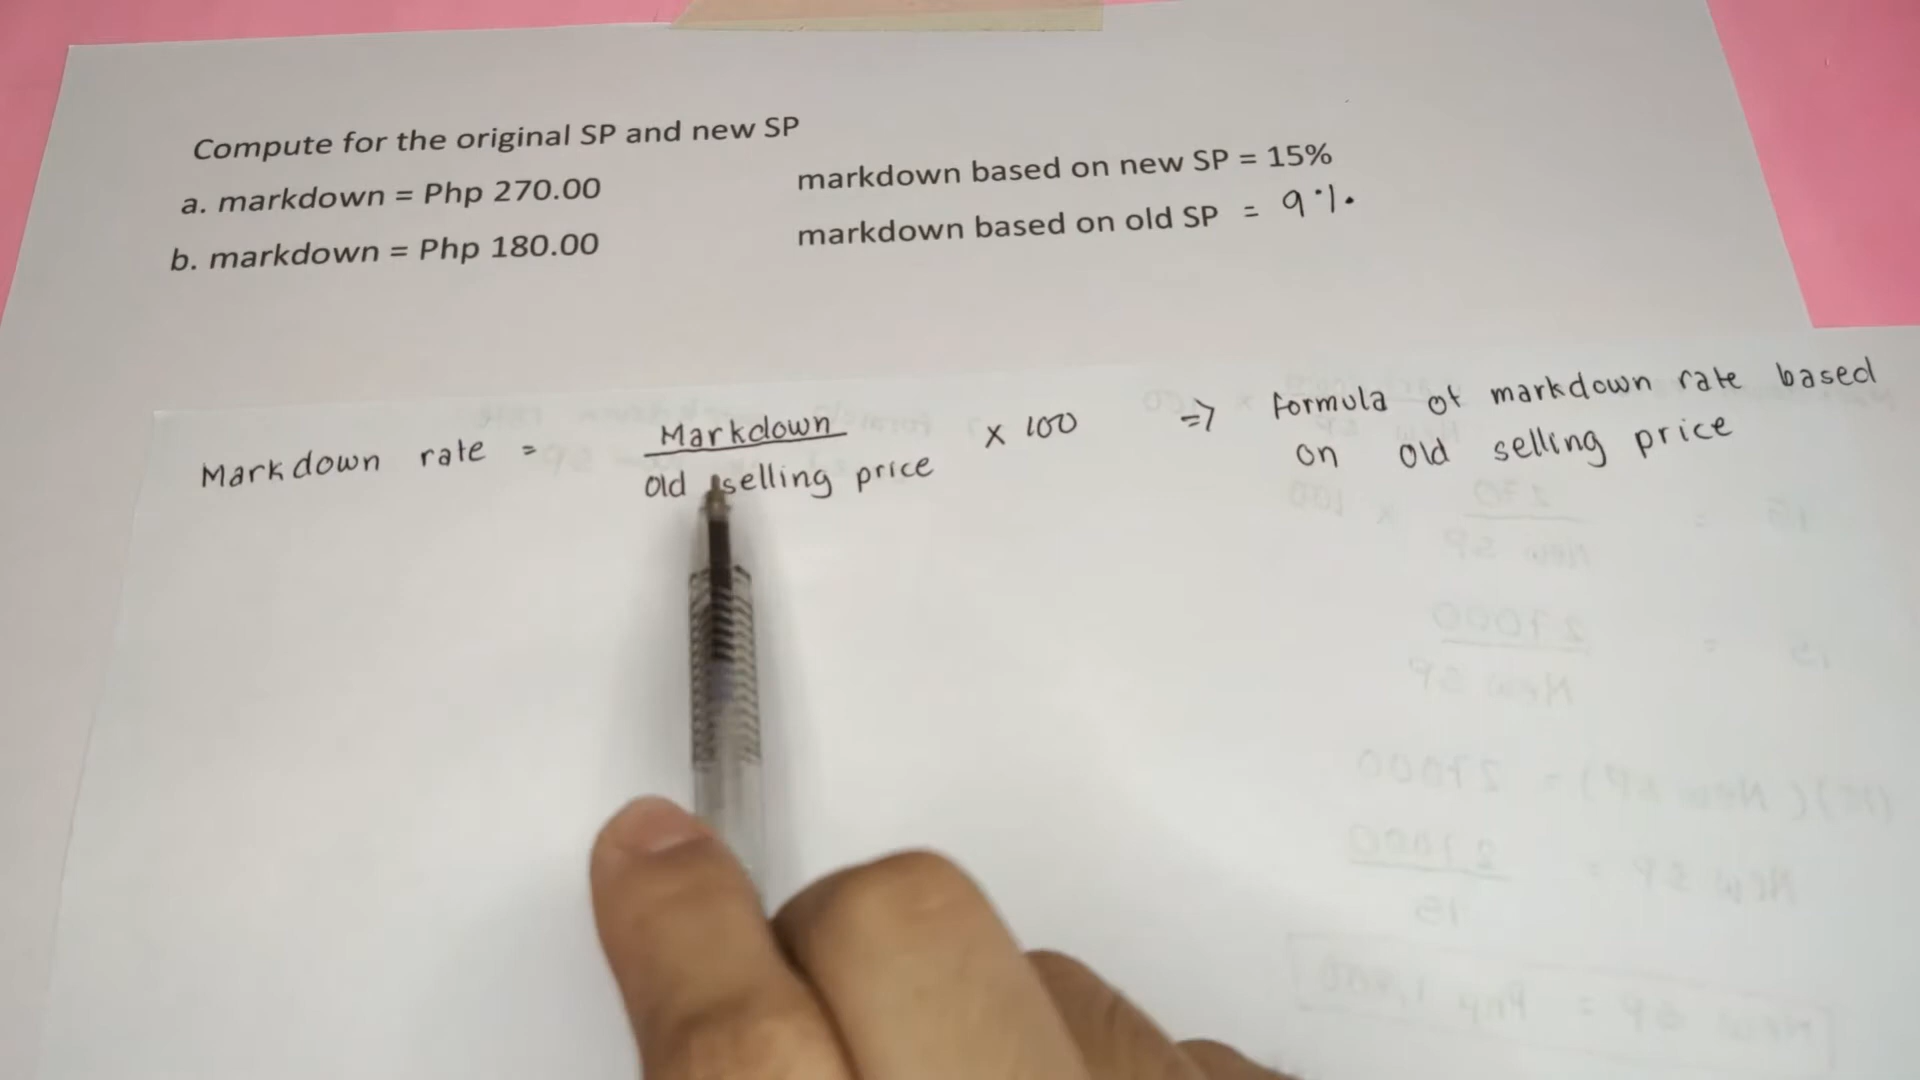 Compute for the original SP and new SP
a. markdown = Php 270.00 markdown based on new SP = 15%
b. markdown = Php 180.00 markdown based on old SP = 9%
Markdown rate = Markdown / Old selling price × 100 => formula of markdown rate based
on old selling price